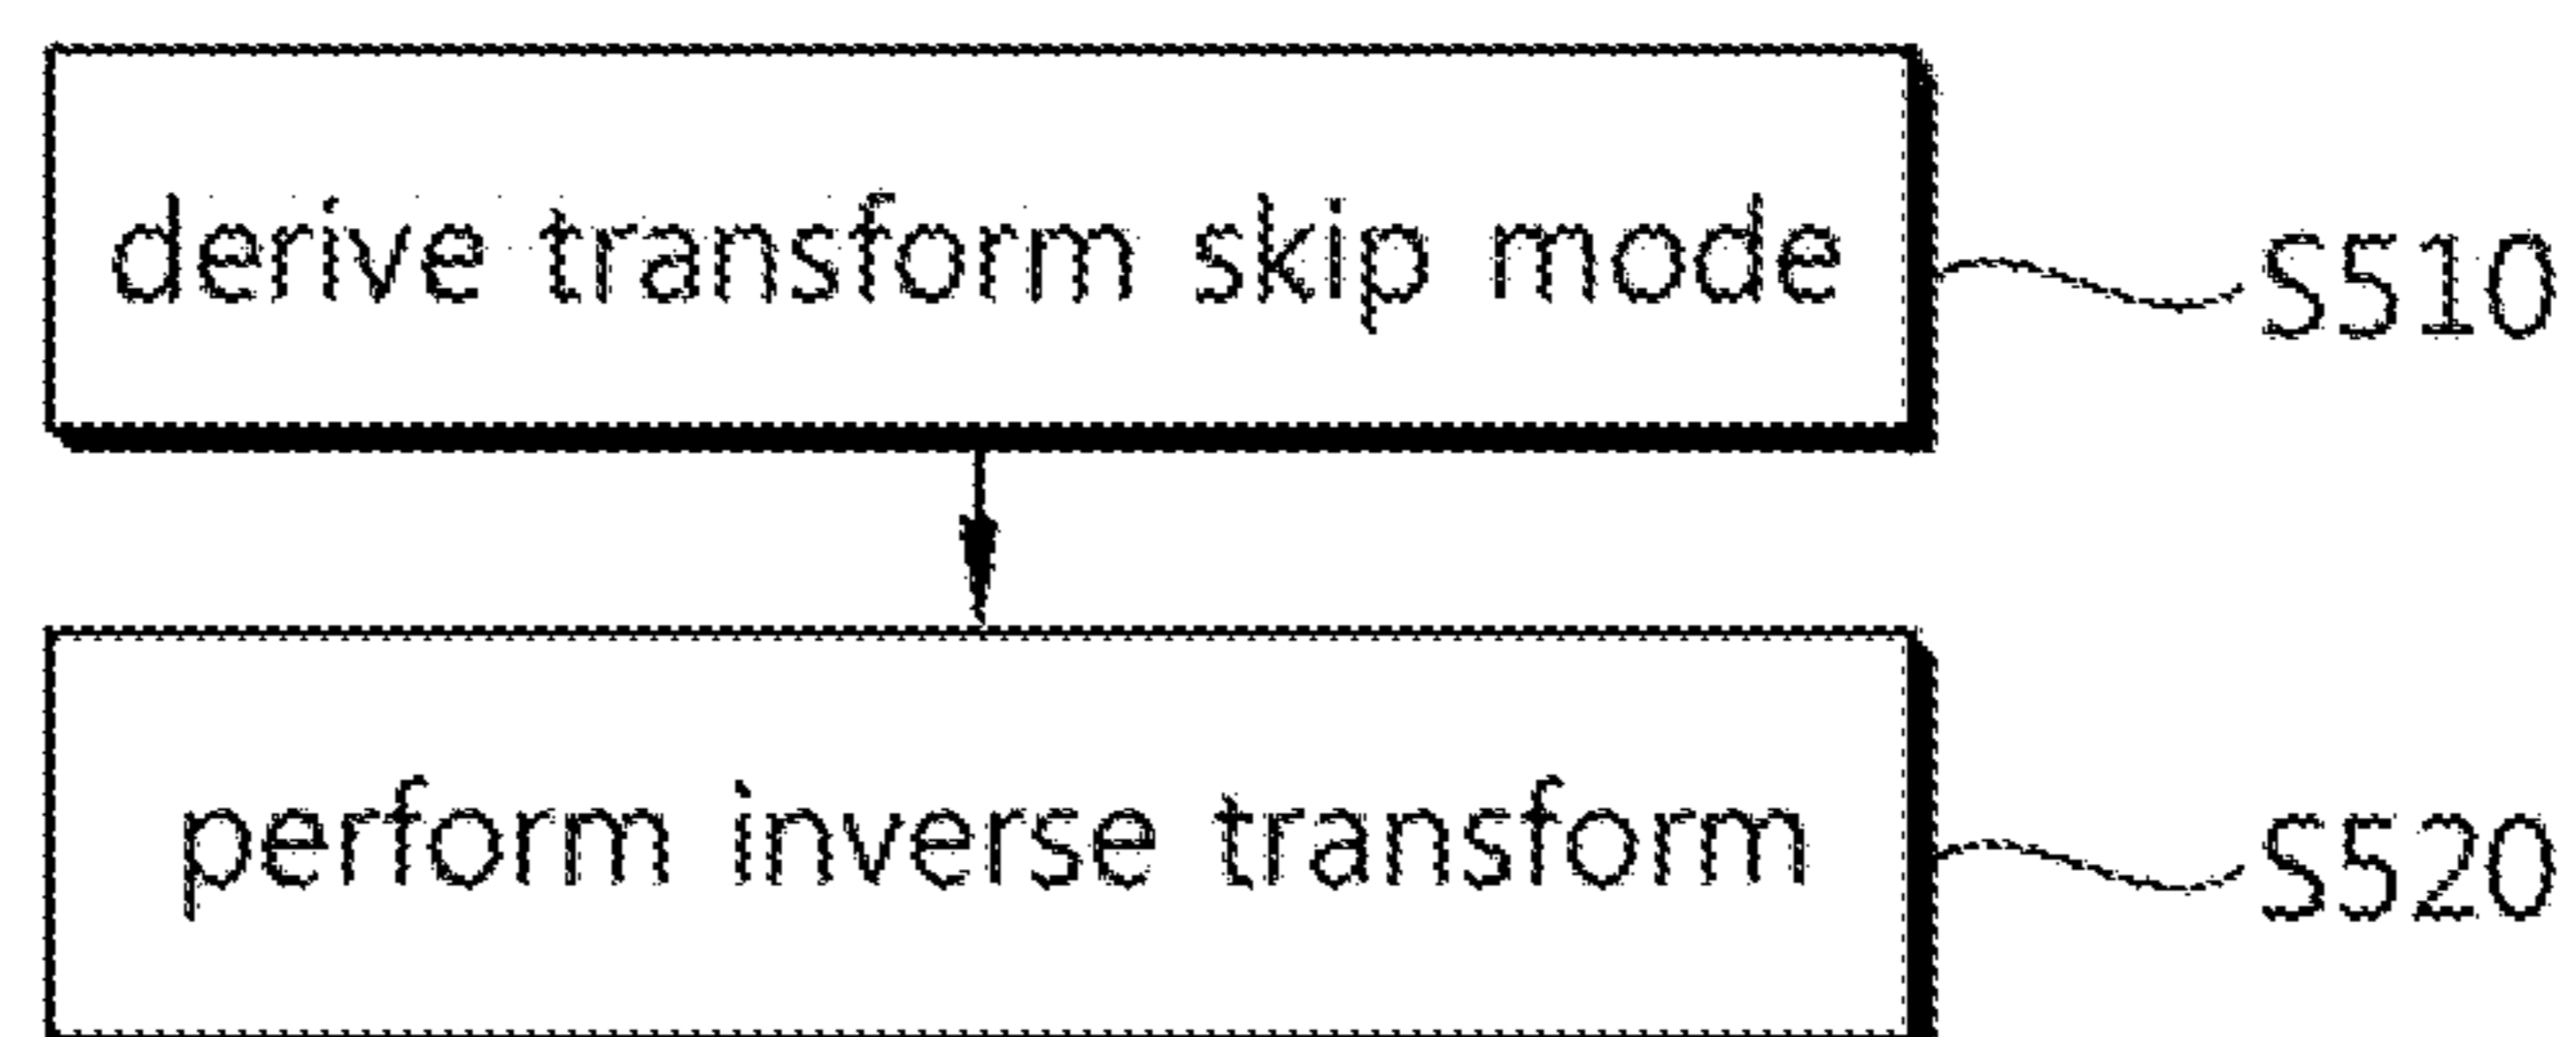 derive transform skip mode
S510
perform inverse transform
S520